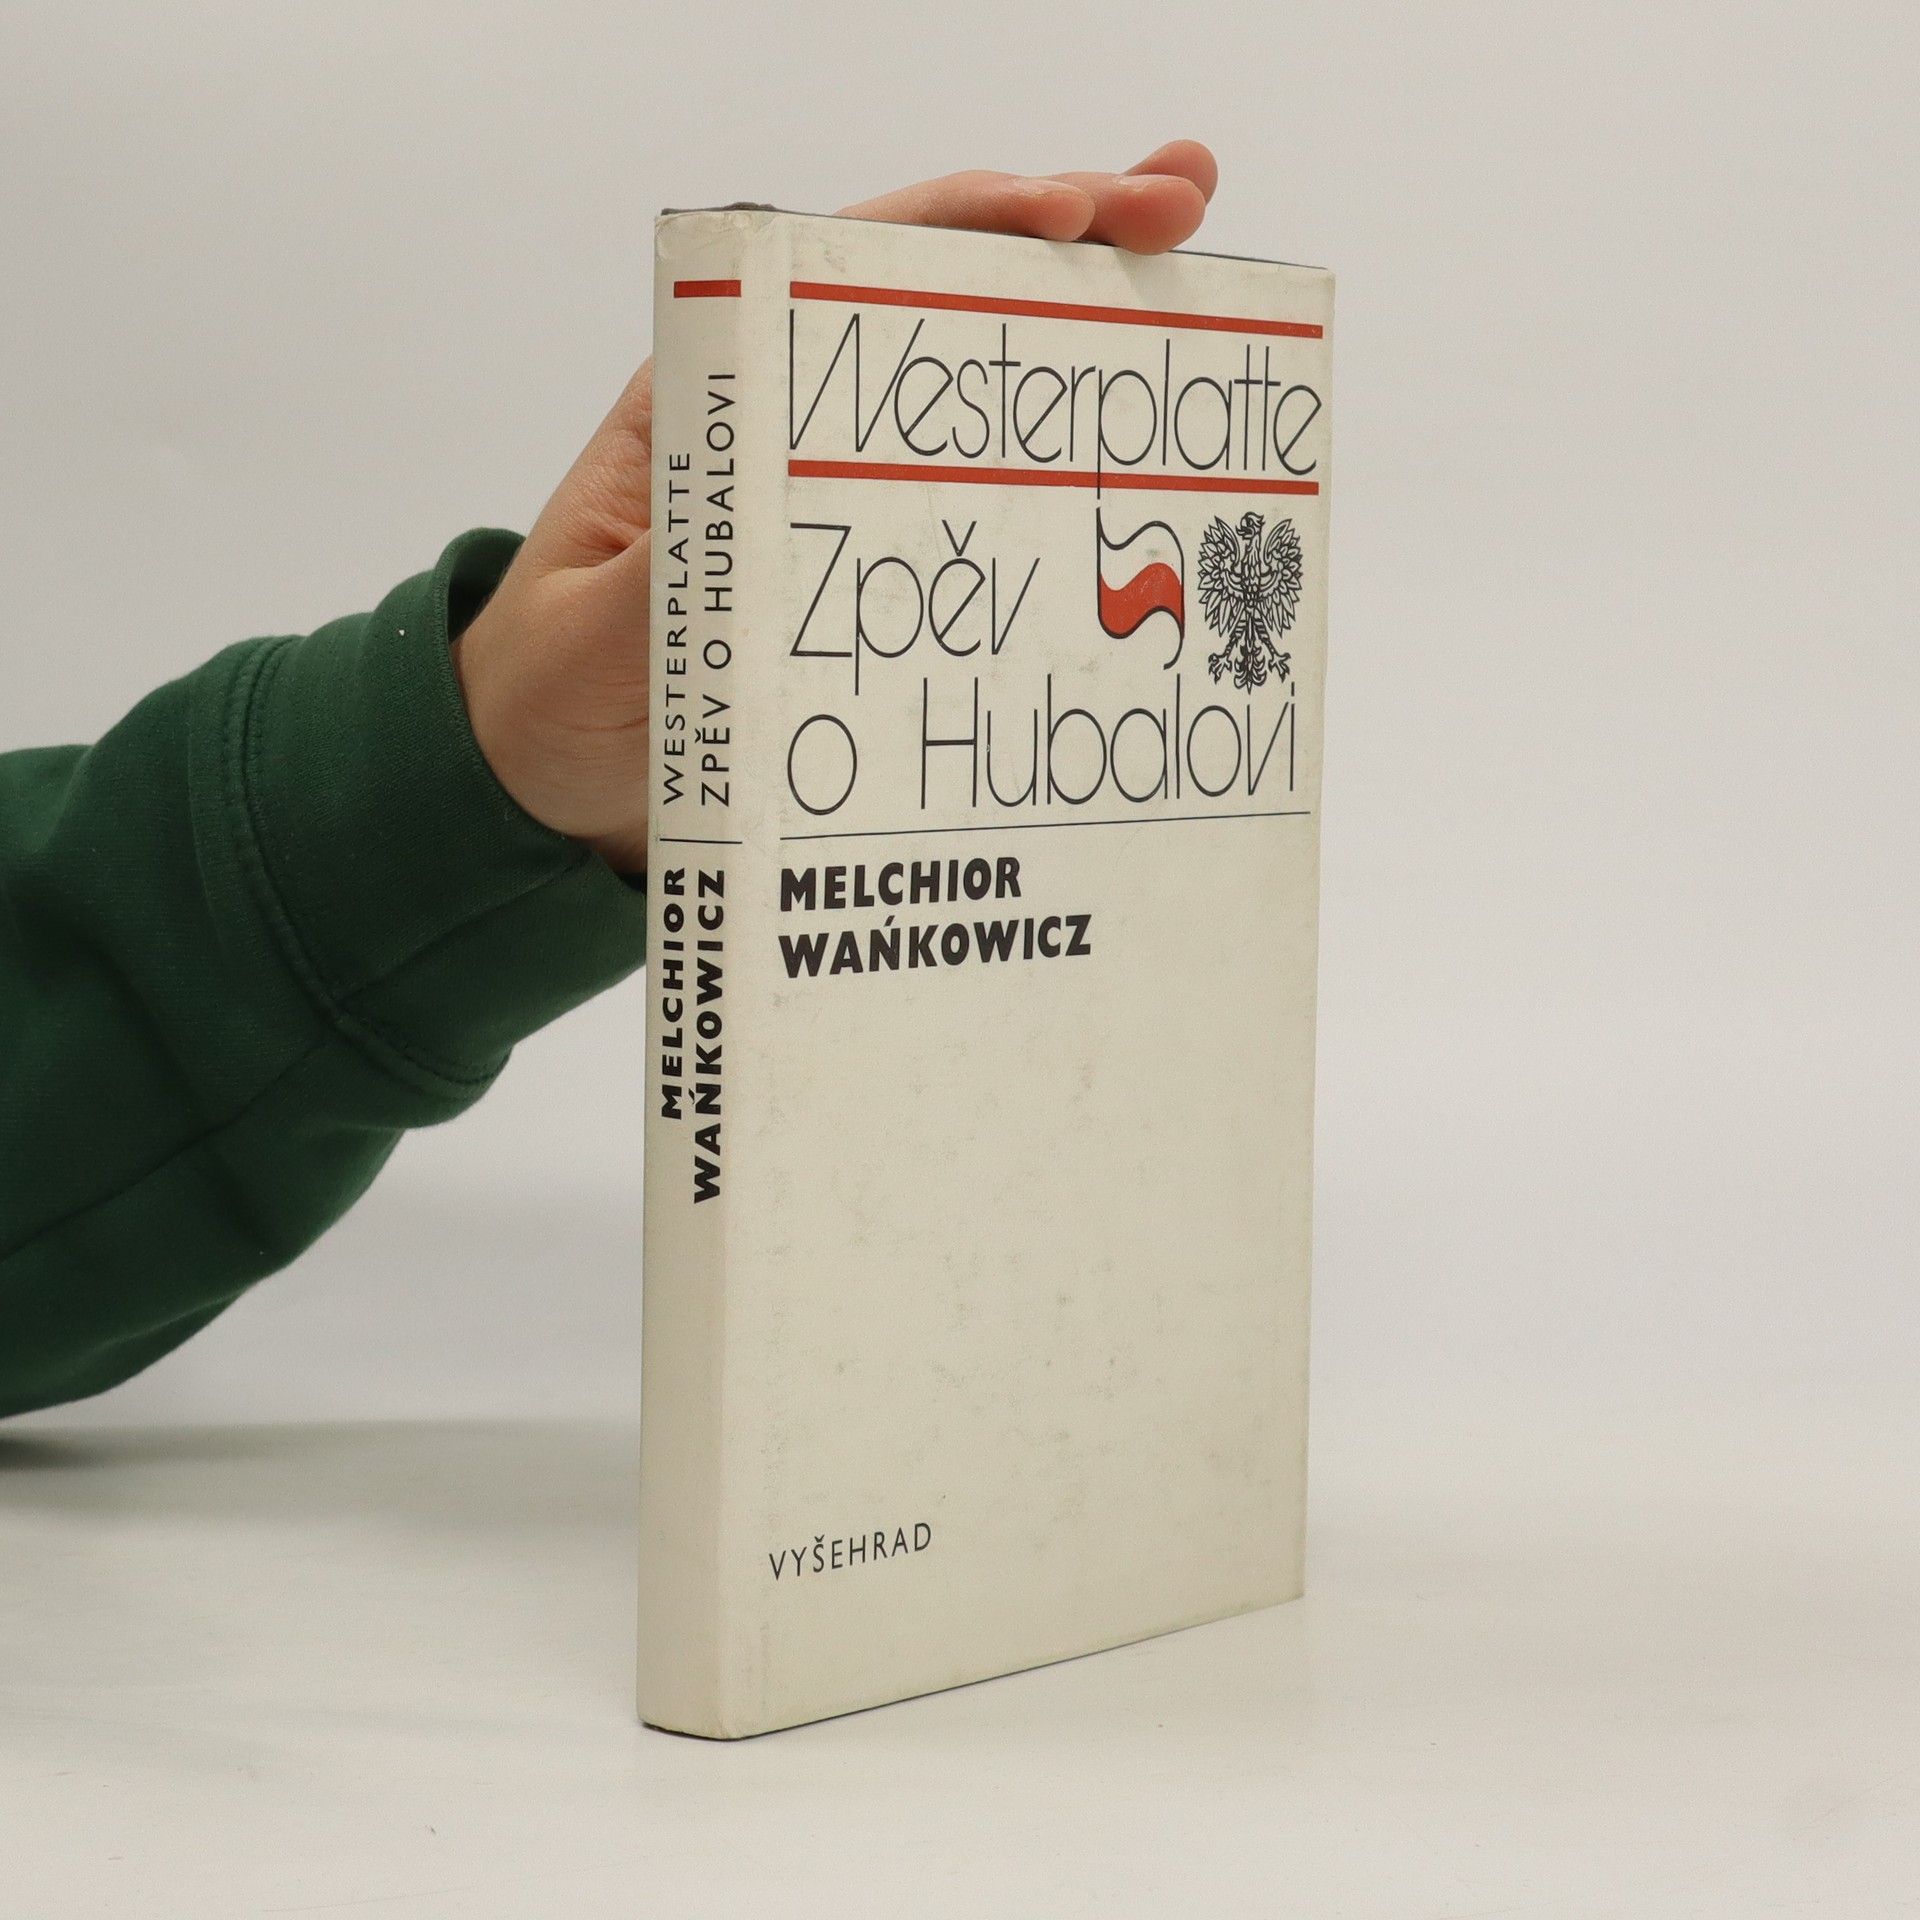 Westerplatte
Zpěv
o Hubalovi
MELCHIOR
WAŃKOWICZ
VYŠEHRAD
MELCHIOR
WAŃKOWICZ
WESTERPLATTE
ZPĚV O HUBALOVI